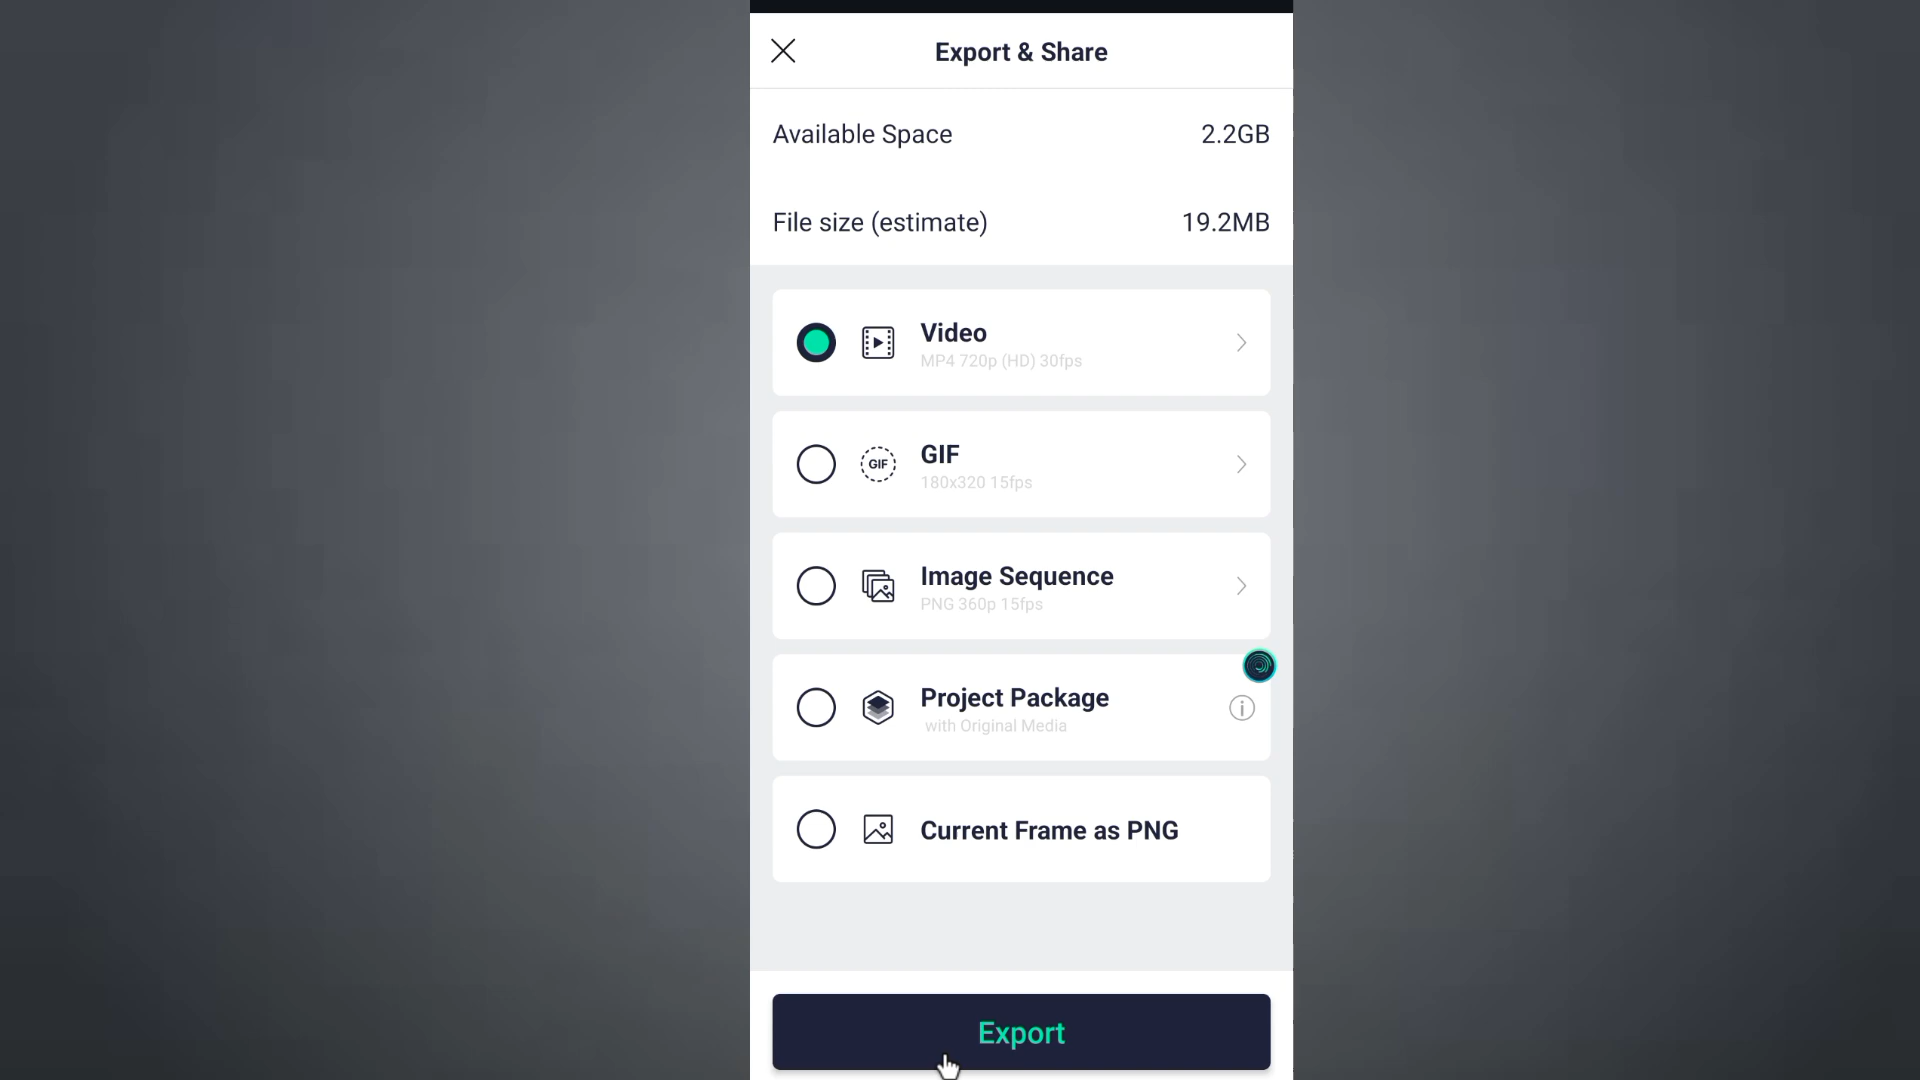 Export & Share
Available Space 2.2GB
File size (estimate) 19.2MB
Video
MP4 720p (HD) 30fps
GIF
GIF
180x320 15fps
Image Sequence
PNG 360p 15fps
Project Package
with Original Media
Current Frame as PNG
Export